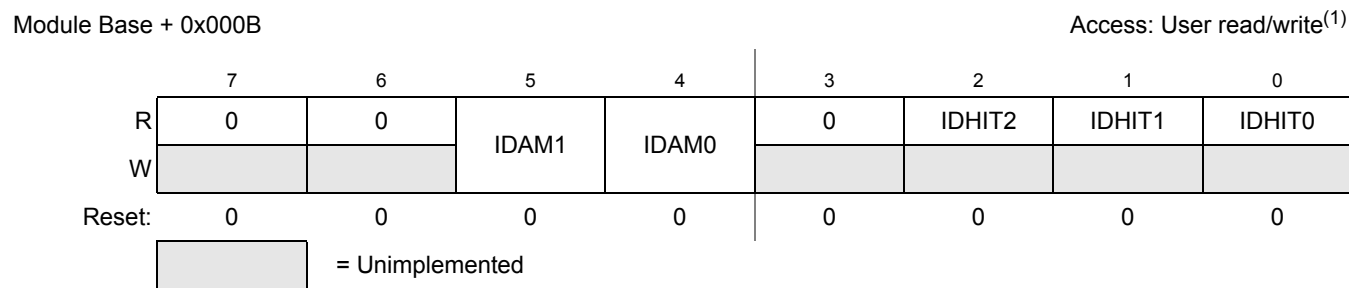 Module Base + 0x000B Access: User read/write(1)
7 6 5 4 3 2 1 0
R 0 0 IDAM1 IDAM0 0 IDHIT2 IDHIT1 IDHIT0
W
Reset: 0 0 0 0 0 0 0 0
= Unimplemented